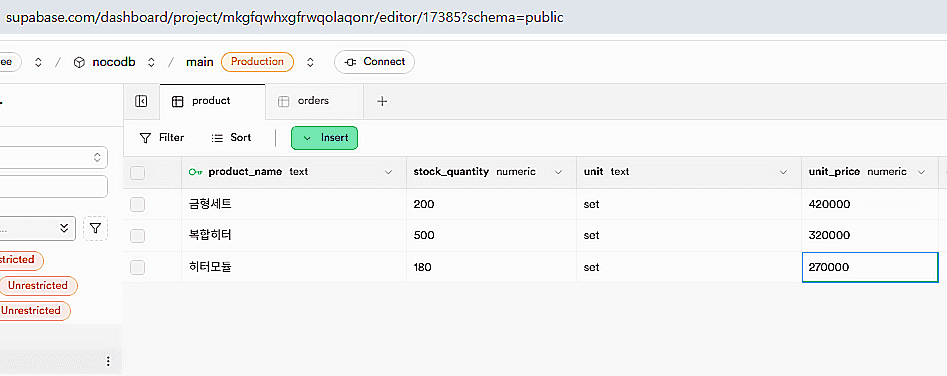 supabase.com/dashboard/project/mkgfqwhxgfrwqolaqonr/editor/17385?schema=public
nocodb / main Production Connect
product orders
Filter Sort Insert
product_name text stock_quantity numeric unit text unit_price numeric
금형세트 200 set 420000
복합히터 500 set 320000
히터모듈 180 set 270000
Unrestricted
Unrestricted